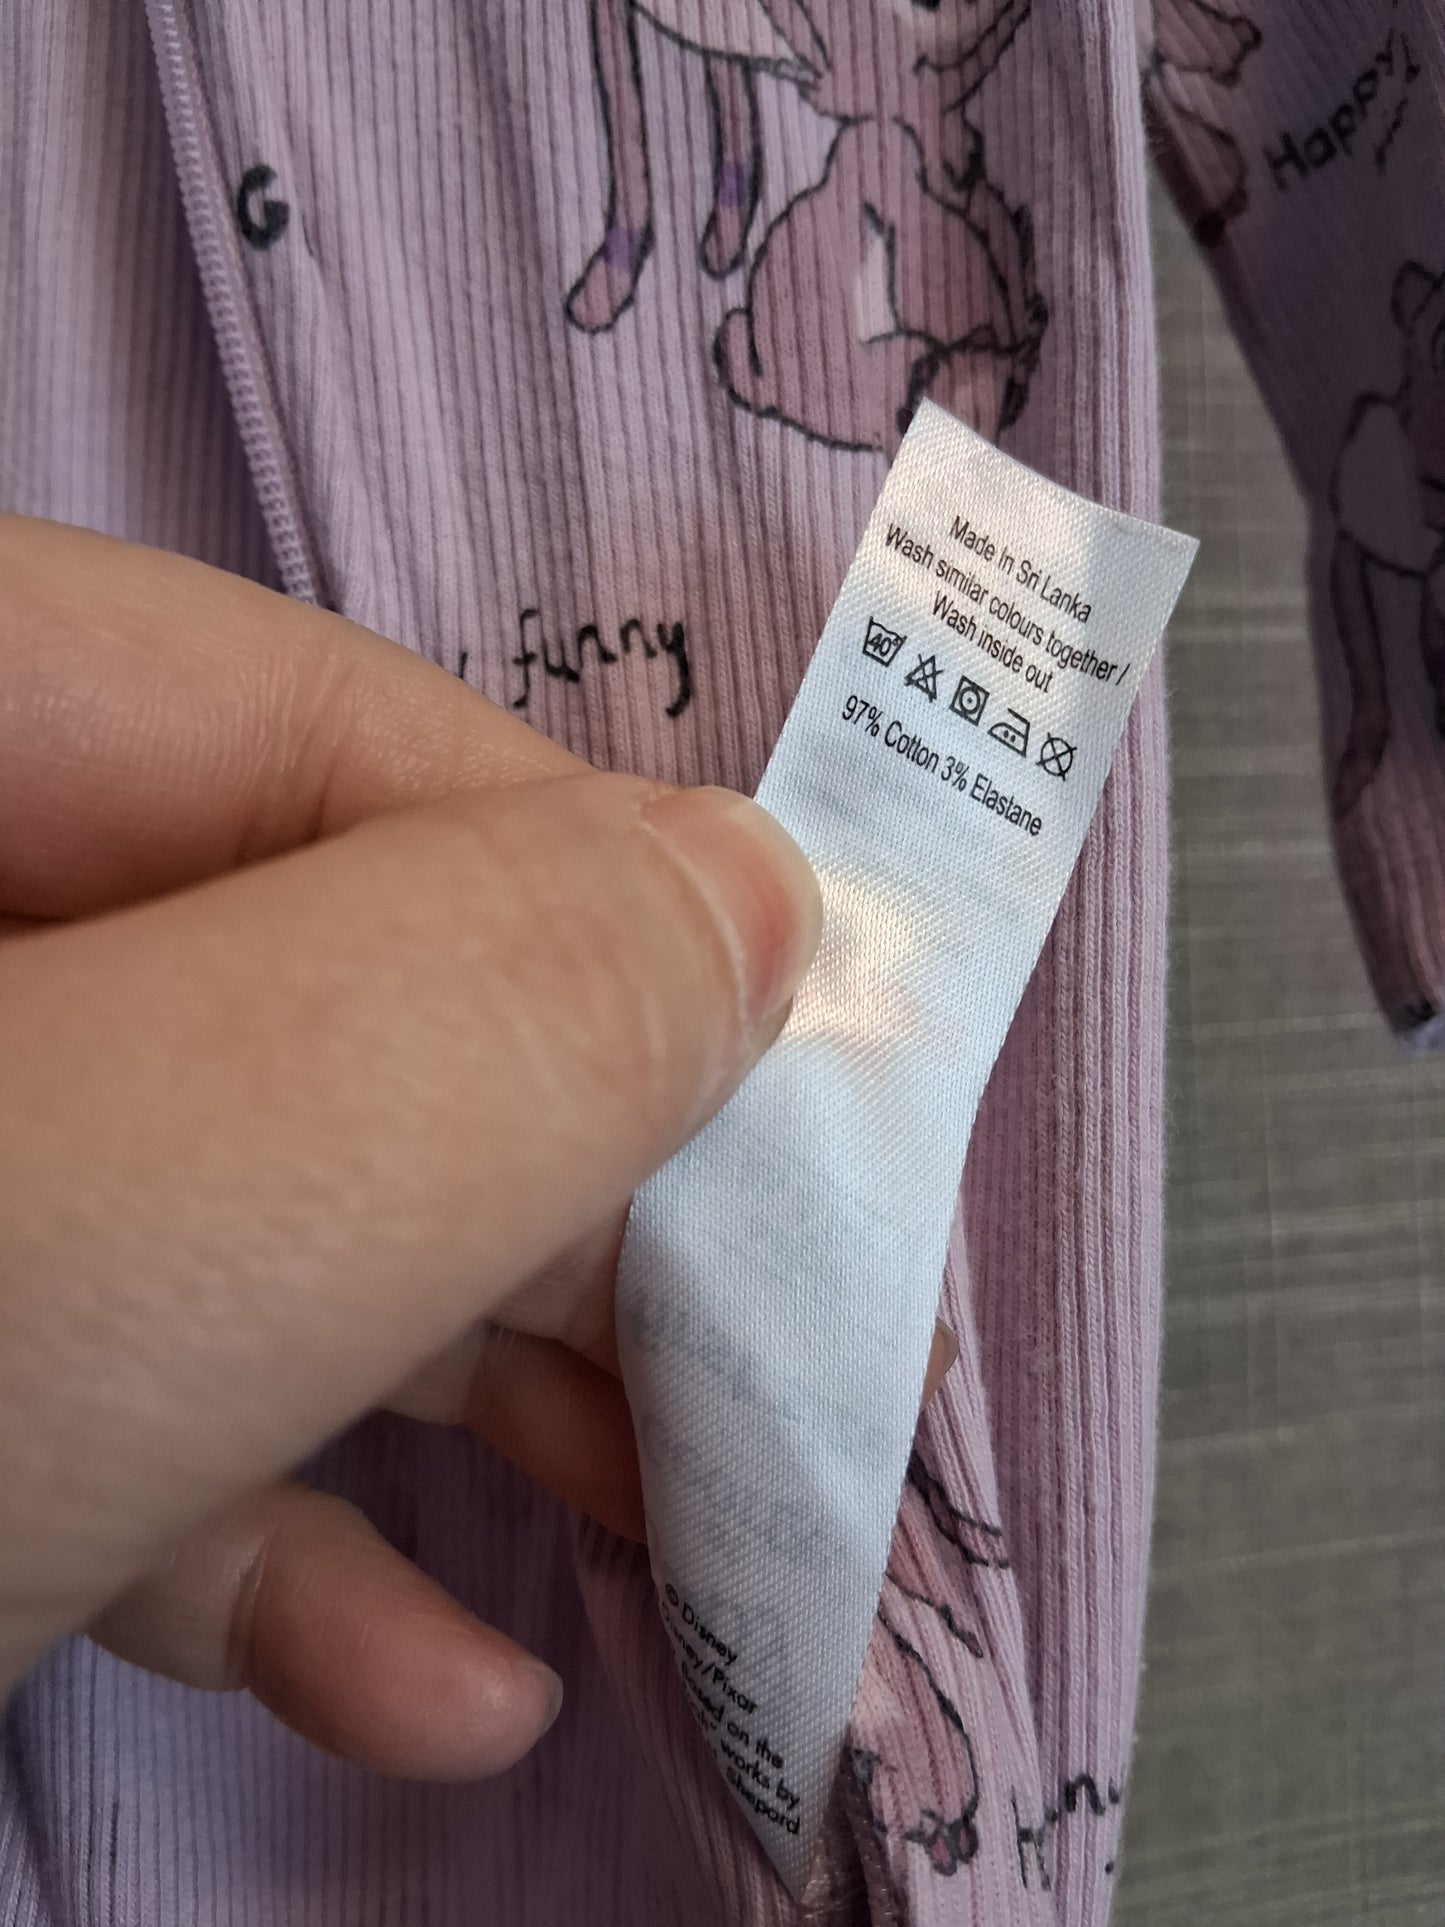 Happy
G
funny
Made In Sri Lanka
Wash similar colours together /
Wash inside out
40°
97% Cotton 3% Elastane
© Disney
Disney/Pixar
Based on the
works by
Shepard